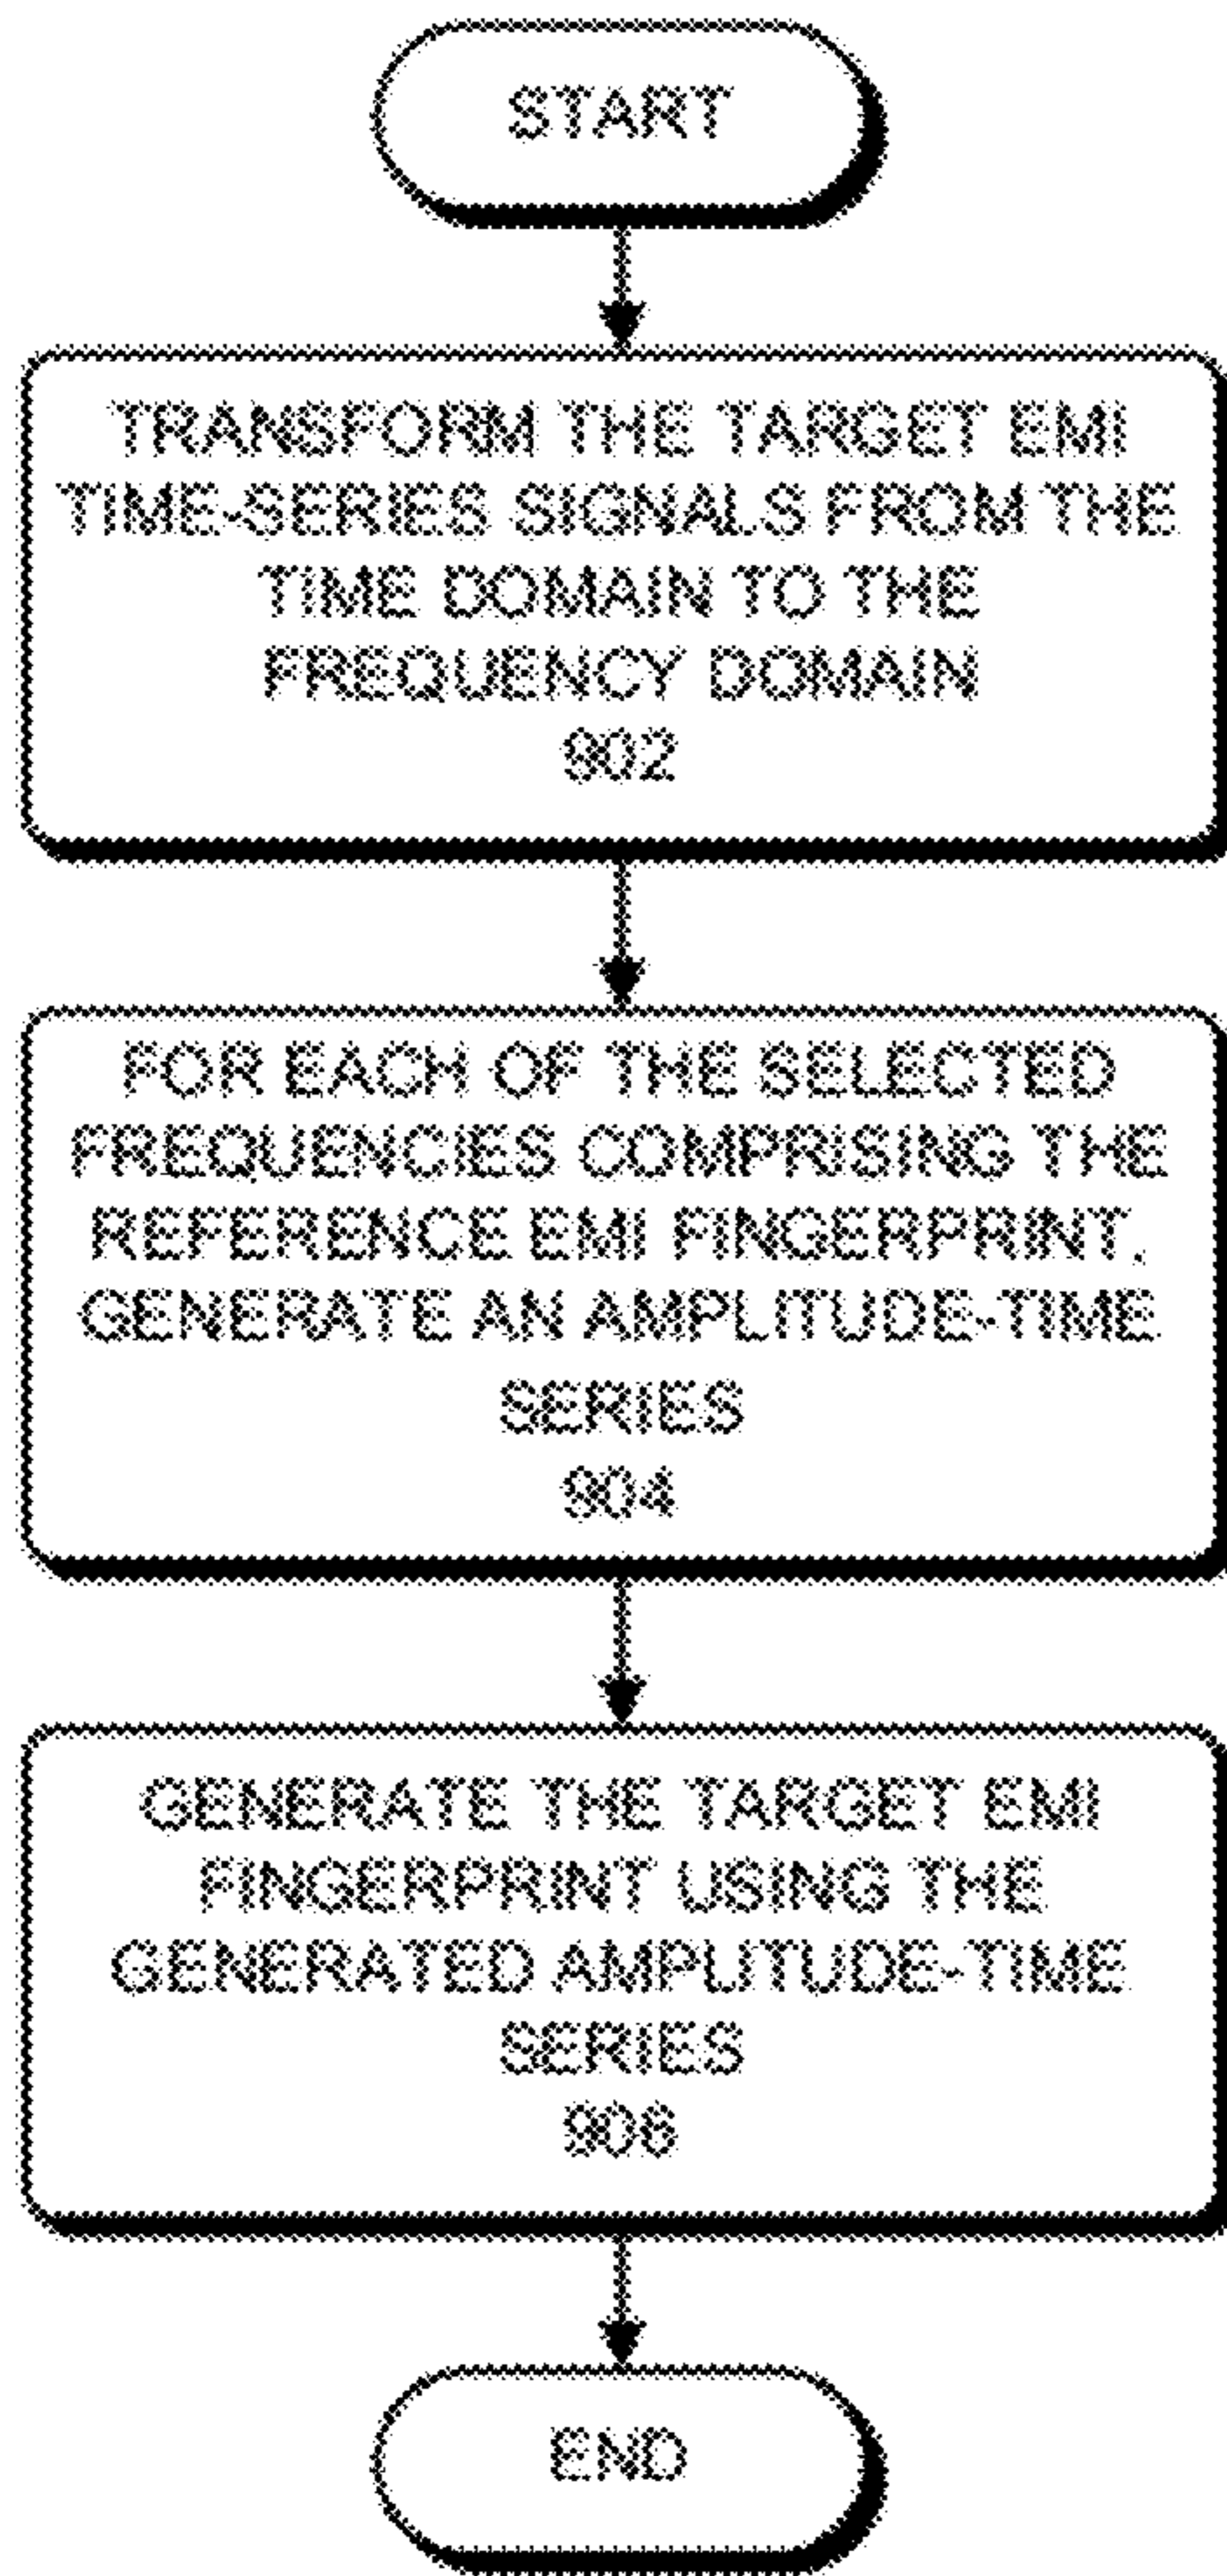 START
TRANSFORM THE TARGET EMI
TIME-SERIES SIGNALS FROM THE
TIME DOMAIN TO THE
FREQUENCY DOMAIN
902
FOR EACH OF THE SELECTED
FREQUENCIES COMPRISING THE
REFERENCE EMI FINGERPRINT,
GENERATE AN AMPLITUDE-TIME
SERIES
904
GENERATE THE TARGET EMI
FINGERPRINT USING THE
GENERATED AMPLITUDE-TIME
SERIES
906
END